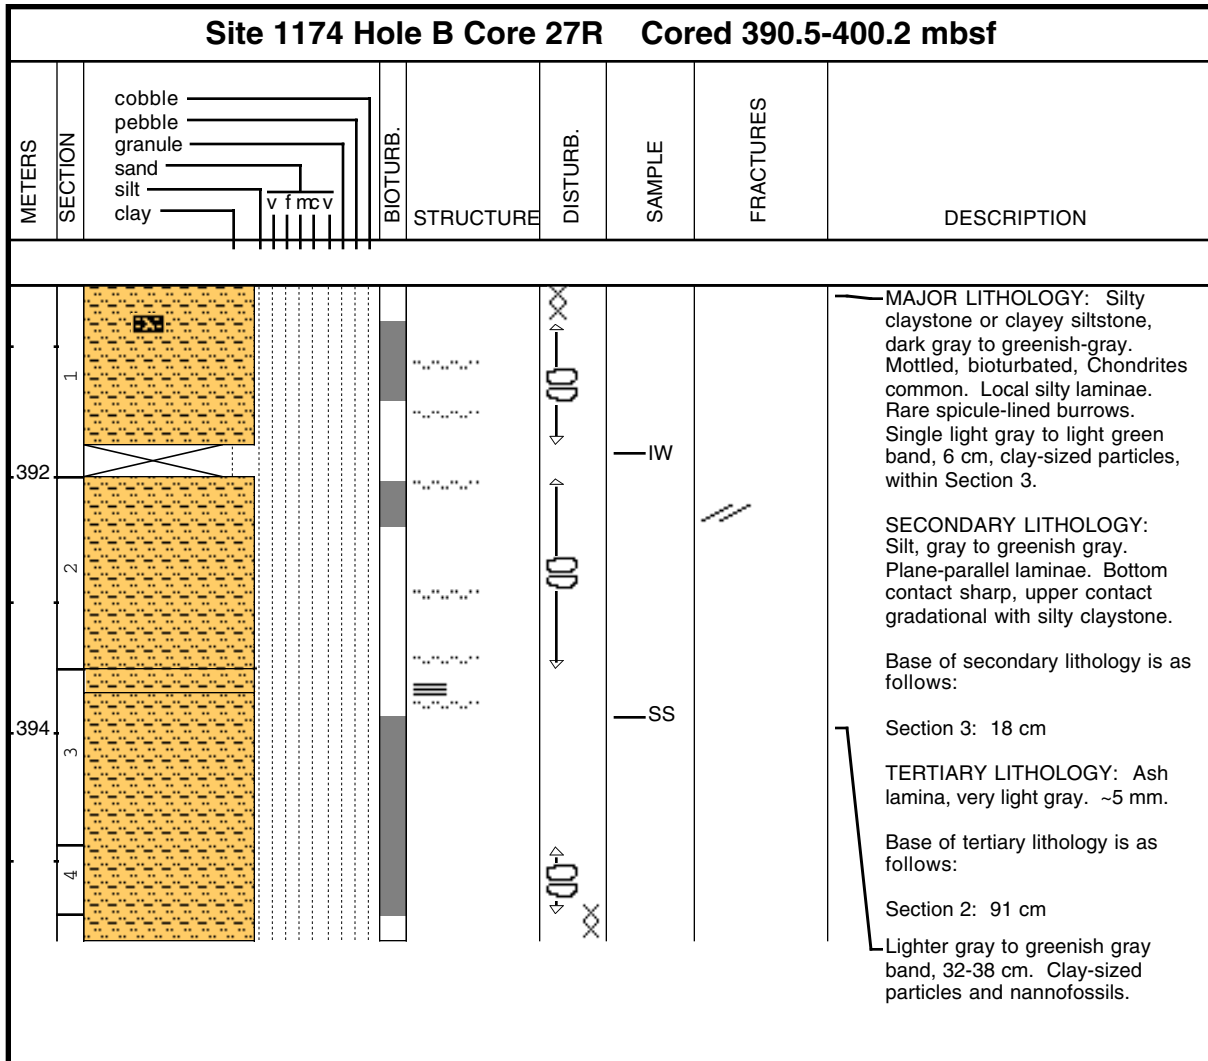 Site 1174 Hole B Core 27R Cored 390.5-400.2 mbsf
METERS
SECTION
cobble
pebble
granule
sand
silt
clay
v f m c v
BIOTURB.
STRUCTURE
DISTURB.
SAMPLE
FRACTURES
DESCRIPTION
1
392
2
394
3
4
IW
SS
MAJOR LITHOLOGY: Silty
claystone or clayey siltstone,
dark gray to greenish-gray.
Mottled, bioturbated, Chondrites
common. Local silty laminae.
Rare spicule-lined burrows.
Single light gray to light green
band, 6 cm, clay-sized particles,
within Section 3.
SECONDARY LITHOLOGY:
Silt, gray to greenish gray.
Plane-parallel laminae. Bottom
contact sharp, upper contact
gradational with silty claystone.
Base of secondary lithology is as
follows:
Section 3: 18 cm
TERTIARY LITHOLOGY: Ash
lamina, very light gray. ~5 mm.
Base of tertiary lithology is as
follows:
Section 2: 91 cm
Lighter gray to greenish gray
band, 32-38 cm. Clay-sized
particles and nannofossils.